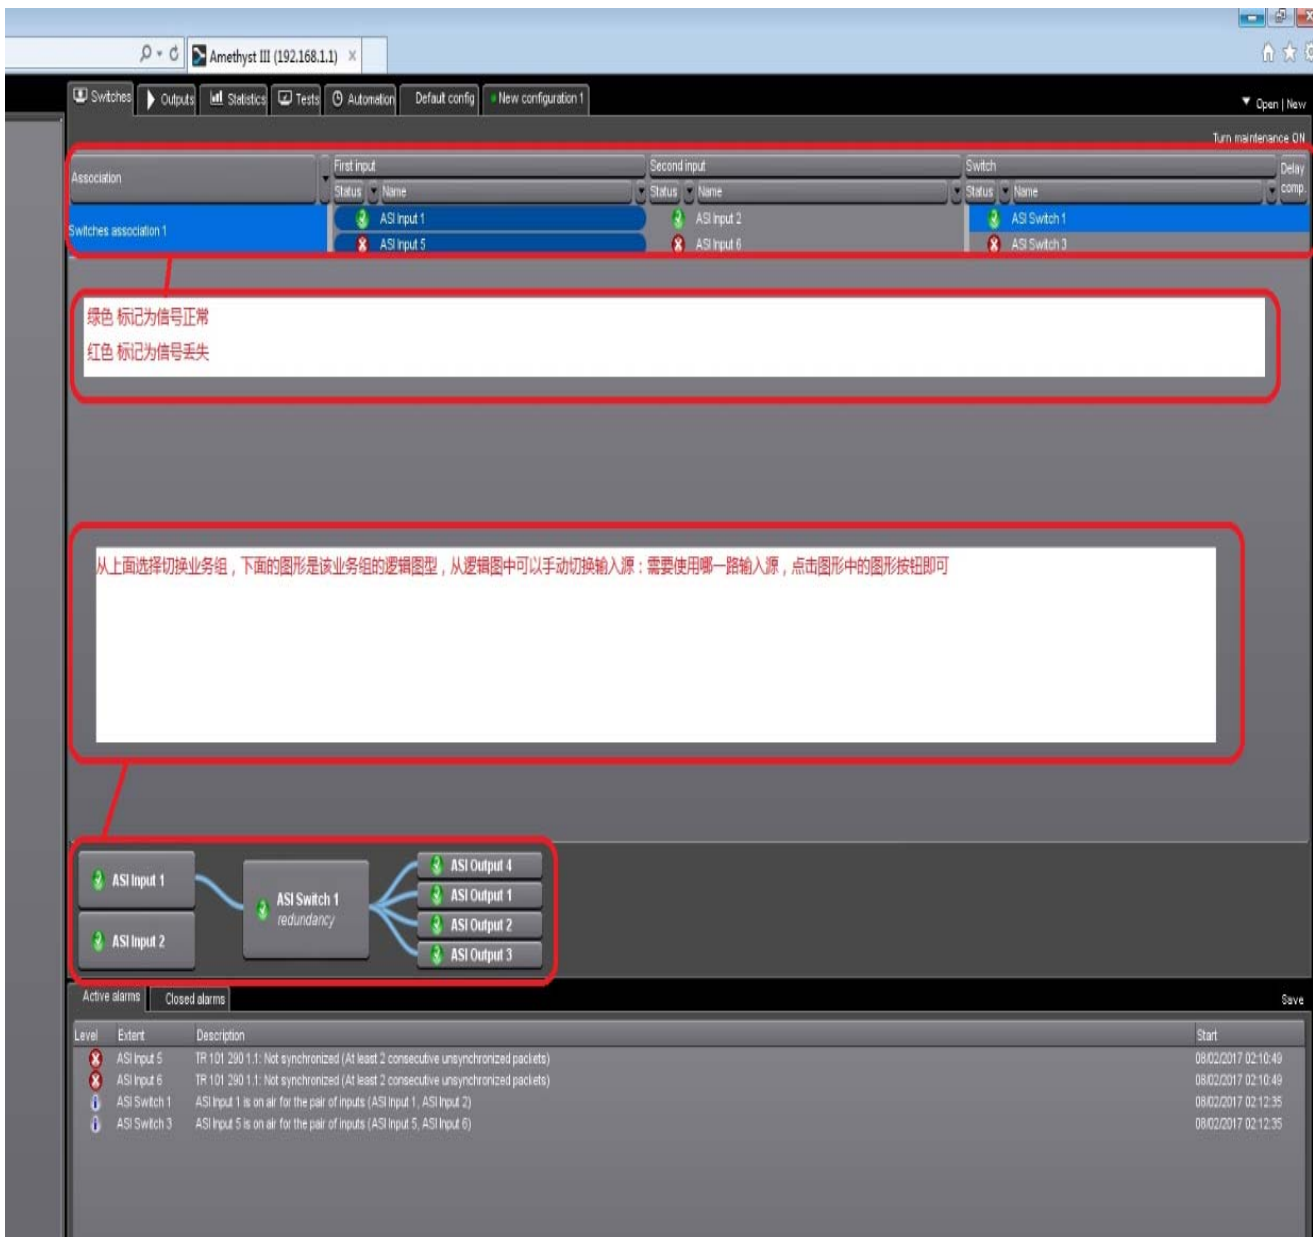 Amethyst III (192.168.1.1)
Switches Outputs Statistics Tests Automation Default config New configuration 1 Open | New
Turn maintenance ON
Association First input Second input Switch Delay comp.
Status Name Status Name Status Name
Switches association 1
ASI Input 1 ASI Input 2 ASI Switch 1
ASI Input 5 ASI Input 6 ASI Switch 3
绿色 标记为信号正常
红色 标记为信号丢失
从上面选择切换业务组，下面的图形是该业务组的逻辑图型，从逻辑图中可以手动切换输入源：需要使用哪一路输入源，点击图形中的图形按钮即可
ASI Input 1
ASI Input 2
ASI Switch 1
redundancy
ASI Output 4
ASI Output 1
ASI Output 2
ASI Output 3
Active alarms Closed alarms Save
Level Extent Description Start
ASI Input 5 TR 101 290 1.1: Not synchronized (At least 2 consecutive unsynchronized packets) 08/02/2017 02:10:49
ASI Input 6 TR 101 290 1.1: Not synchronized (At least 2 consecutive unsynchronized packets) 08/02/2017 02:10:49
ASI Switch 1 ASI Input 1 is on air for the pair of inputs (ASI Input 1, ASI Input 2) 08/02/2017 02:12:35
ASI Switch 3 ASI Input 5 is on air for the pair of inputs (ASI Input 5, ASI Input 6) 08/02/2017 02:12:35